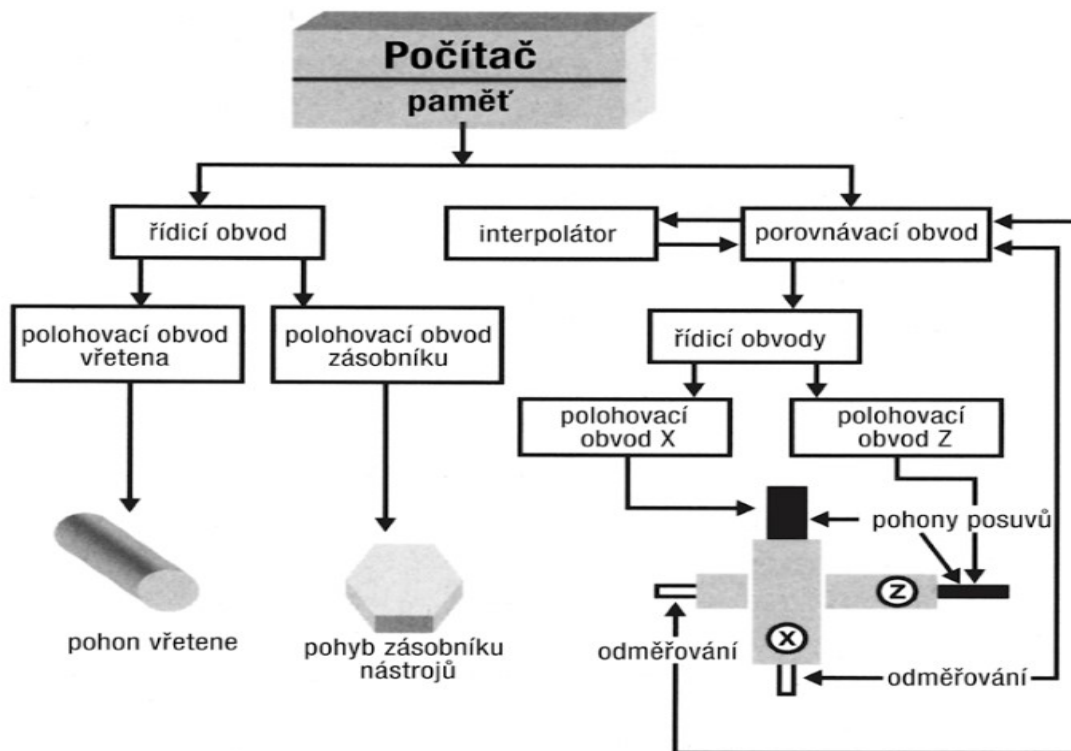 Počítač
paměť
řídicí obvod
interpolátor
porovnávací obvod
polohovací obvod
vřetena
polohovací obvod
zásobníku
řídicí obvody
polohovací
obvod X
polohovací
obvod Z
pohony posuvů
Z
X
pohon vřetene
pohyb zásobníku
nástrojů
odměřování
odměřování